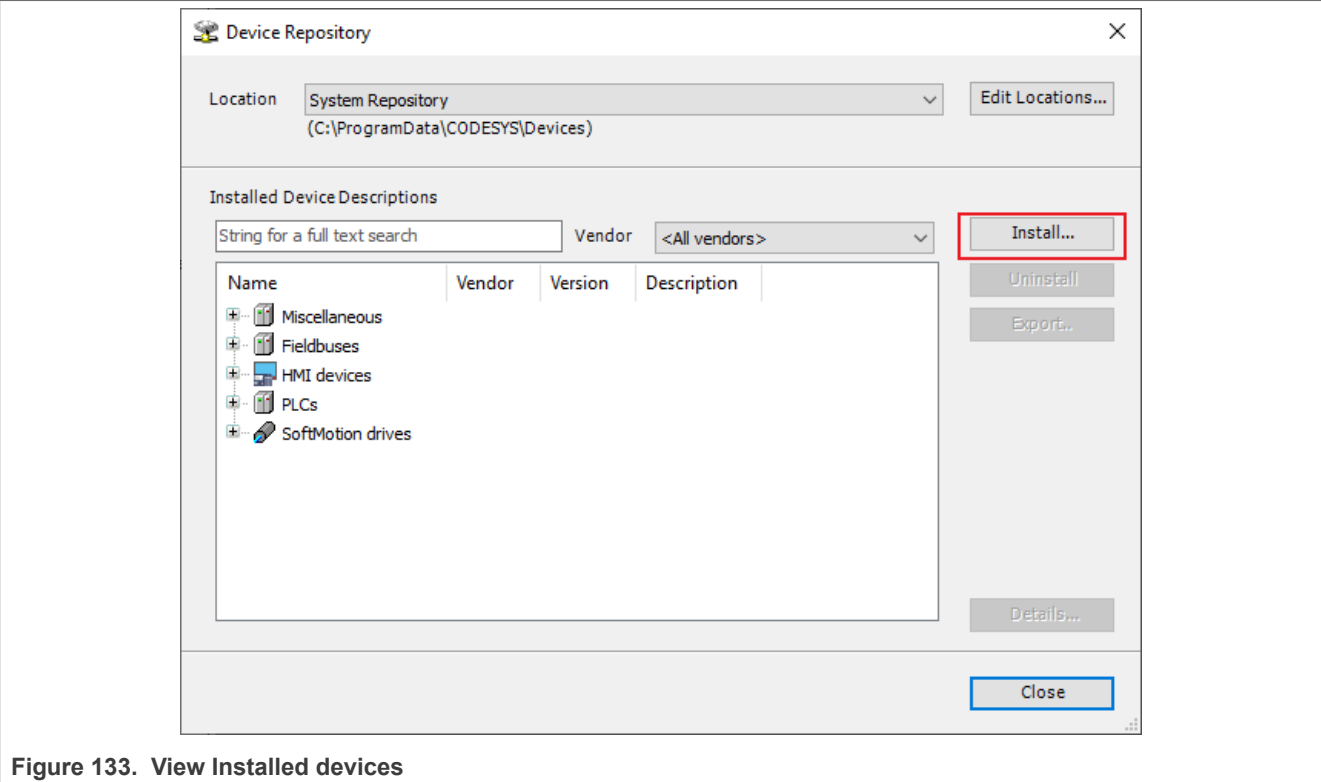 Device Repository
Location System Repository Edit Locations...
(C:\ProgramData\CODESYS\Devices)
Installed Device Descriptions
String for a full text search Vendor <All vendors> Install...
Name Vendor Version Description Uninstall
Miscellaneous Export..
Fieldbuses
HMI devices
PLCs
SoftMotion drives
Details...
Close
Figure 133. View Installed devices